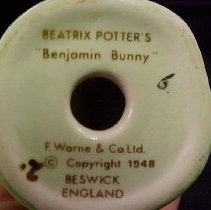 BEATRIX POTTER'S
"Benjamin Bunny"
F. Warne & Co. Ltd.
© Copyright 1948
BESWICK
ENGLAND